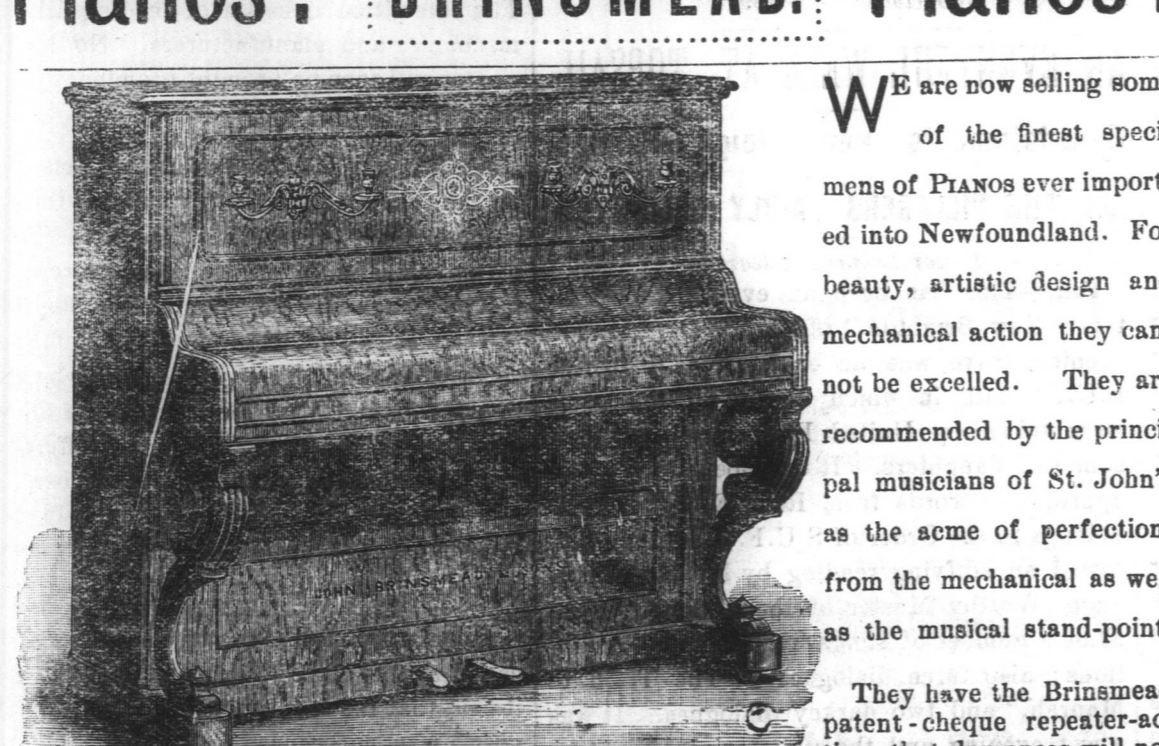 Pianos! BRINSMEAD. Pianos!
JOHN BRINSMEAD & SONS
WE are now selling som
of the finest speci
mens of PIANOS ever import
ed into Newfoundland. Fo
beauty, artistic design an
mechanical action they can
not be excelled. They ar
recommended by the princi
pal musicians of St. John'
as the acme of perfection
from the mechanical as we
as the musical stand-point
They have the Brinsmea
patent-cheque repeater-ac